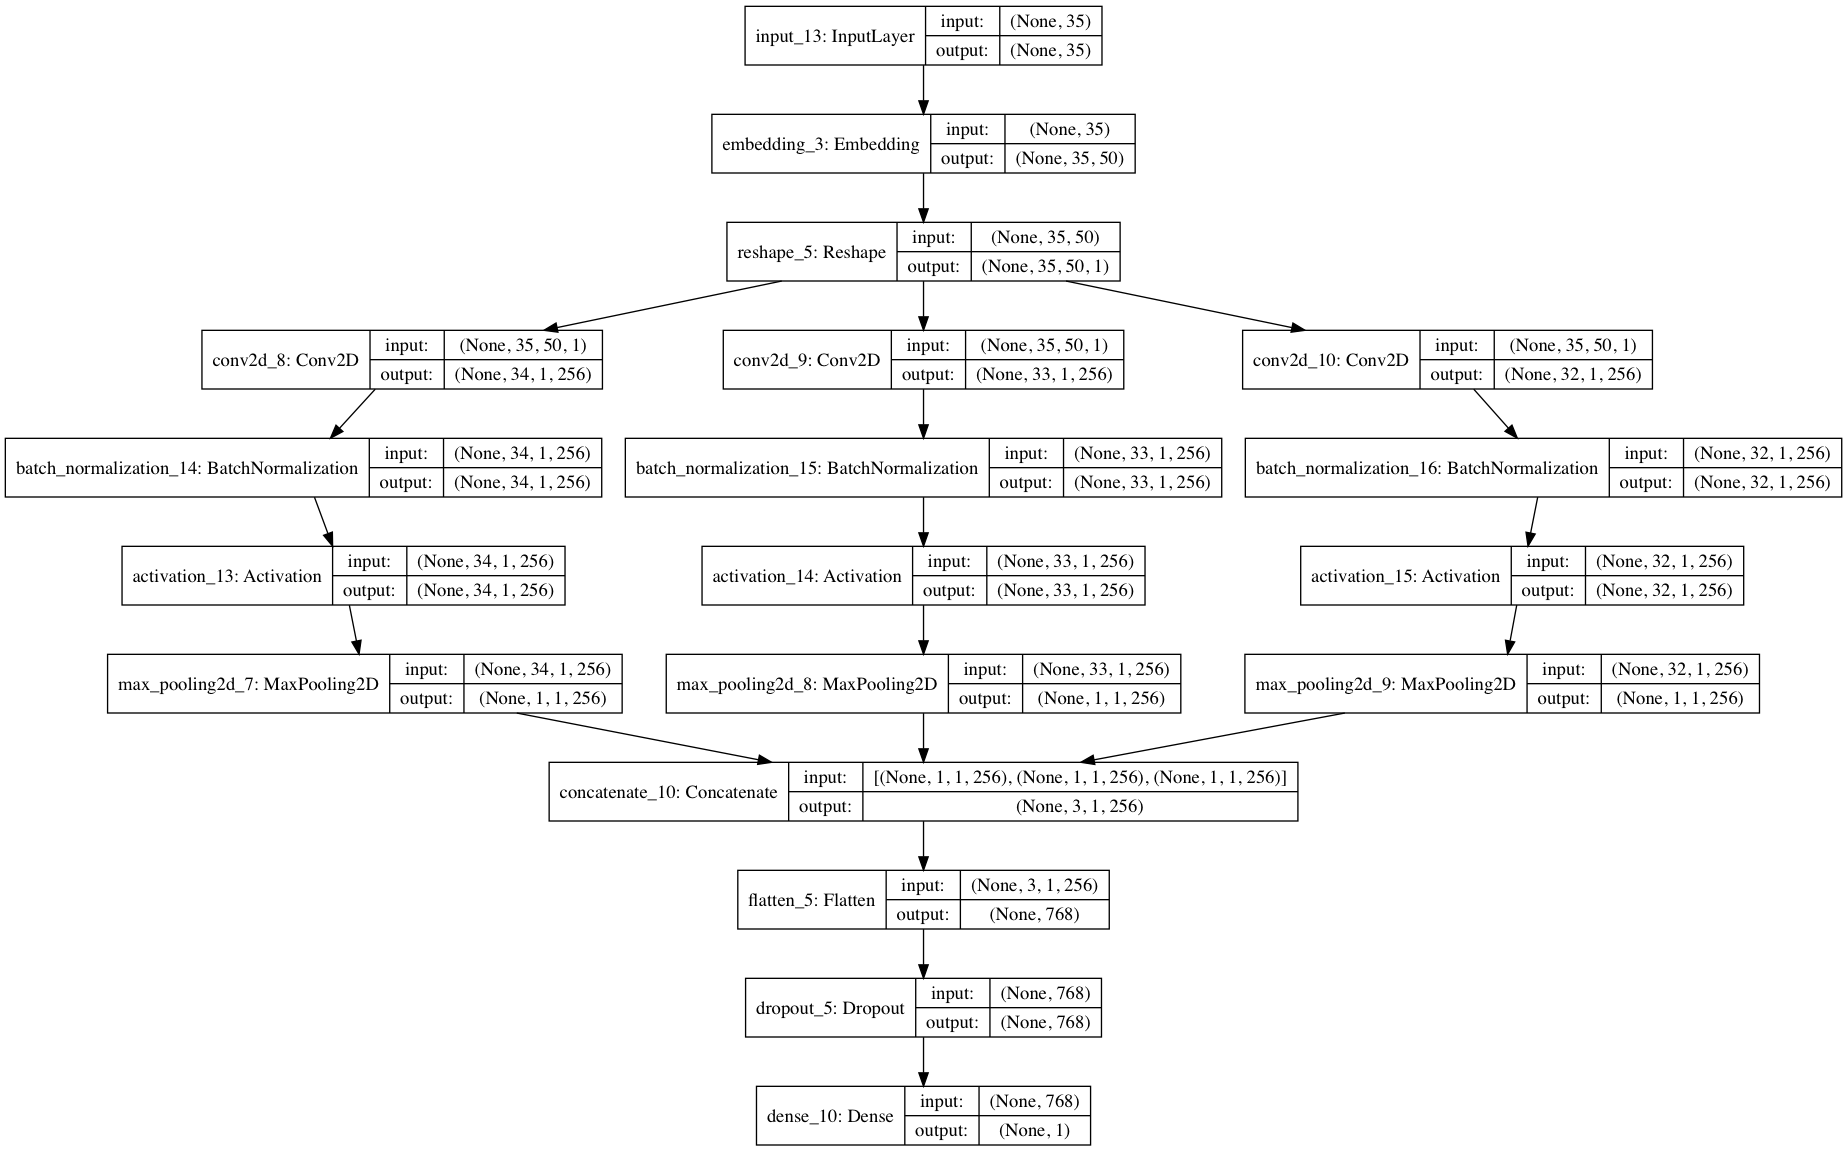 input_13: InputLayer
input: (None, 35)
output: (None, 35)
embedding_3: Embedding
input: (None, 35)
output: (None, 35, 50)
reshape_5: Reshape
input: (None, 35, 50)
output: (None, 35, 50, 1)
conv2d_8: Conv2D
input: (None, 35, 50, 1)
output: (None, 34, 1, 256)
conv2d_9: Conv2D
input: (None, 35, 50, 1)
output: (None, 33, 1, 256)
conv2d_10: Conv2D
input: (None, 35, 50, 1)
output: (None, 32, 1, 256)
batch_normalization_14: BatchNormalization
input: (None, 34, 1, 256)
output: (None, 34, 1, 256)
batch_normalization_15: BatchNormalization
input: (None, 33, 1, 256)
output: (None, 33, 1, 256)
batch_normalization_16: BatchNormalization
input: (None, 32, 1, 256)
output: (None, 32, 1, 256)
activation_13: Activation
input: (None, 34, 1, 256)
output: (None, 34, 1, 256)
activation_14: Activation
input: (None, 33, 1, 256)
output: (None, 33, 1, 256)
activation_15: Activation
input: (None, 32, 1, 256)
output: (None, 32, 1, 256)
max_pooling2d_7: MaxPooling2D
input: (None, 34, 1, 256)
output: (None, 1, 1, 256)
max_pooling2d_8: MaxPooling2D
input: (None, 33, 1, 256)
output: (None, 1, 1, 256)
max_pooling2d_9: MaxPooling2D
input: (None, 32, 1, 256)
output: (None, 1, 1, 256)
concatenate_10: Concatenate
input: [(None, 1, 1, 256), (None, 1, 1, 256), (None, 1, 1, 256)]
output: (None, 3, 1, 256)
flatten_5: Flatten
input: (None, 3, 1, 256)
output: (None, 768)
dropout_5: Dropout
input: (None, 768)
output: (None, 768)
dense_10: Dense
input: (None, 768)
output: (None, 1)